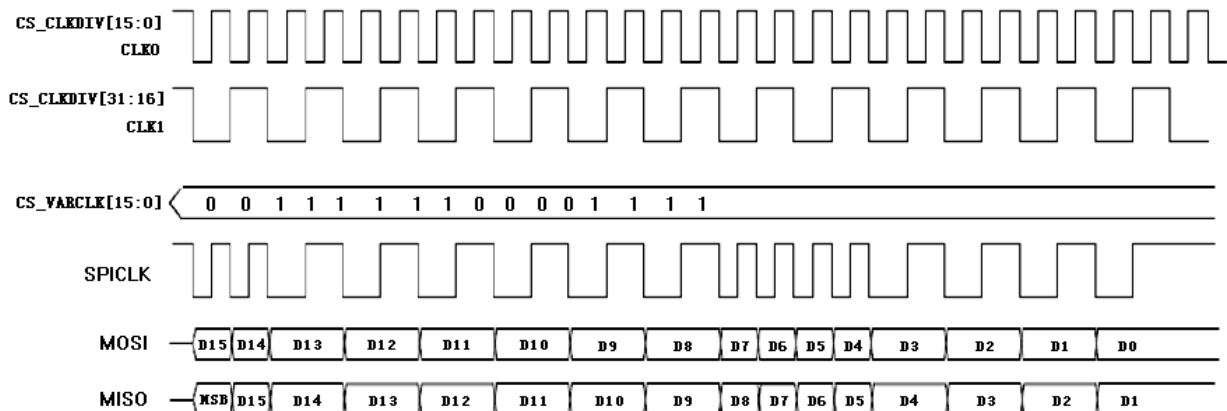 CS_CLKDIV[15:0]
CLK0
CS_CLKDIV[31:16]
CLK1
CS_VARCLK[15:0] 0 0 1 1 1 1 1 1 0 0 0 0 1 1 1 1
SPICLK
MOSI D15 D14 D13 D12 D11 D10 D9 D8 D7 D6 D5 D4 D3 D2 D1 D0
MISO MSB D15 D14 D13 D12 D11 D10 D9 D8 D7 D6 D5 D4 D3 D2 D1